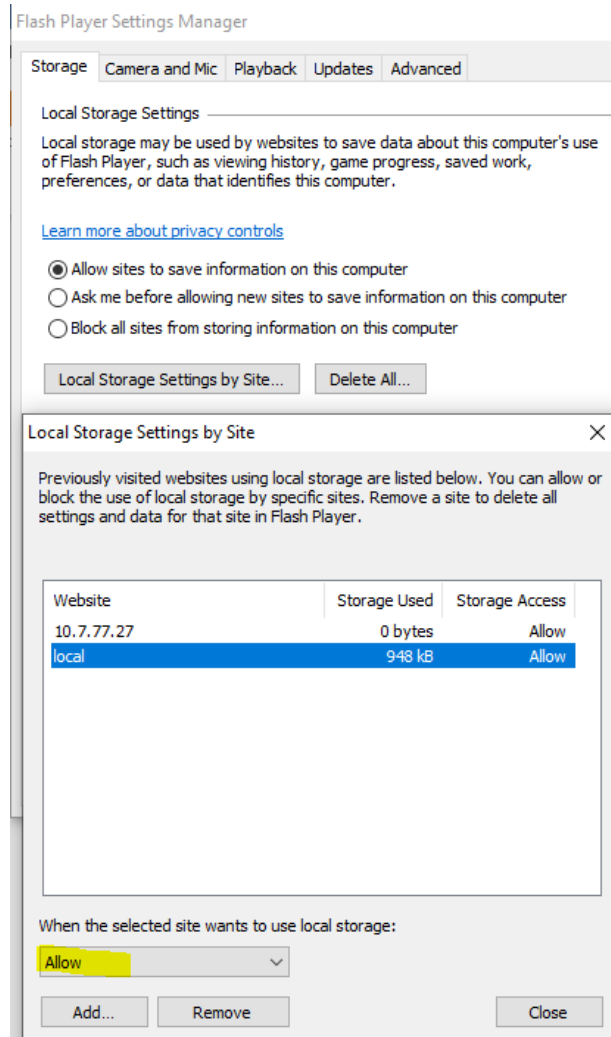 Flash Player Settings Manager
Storage Camera and Mic Playback Updates Advanced
Local Storage Settings
Local storage may be used by websites to save data about this computer's use
of Flash Player, such as viewing history, game progress, saved work,
preferences, or data that identifies this computer.
Learn more about privacy controls
Allow sites to save information on this computer
Ask me before allowing new sites to save information on this computer
Block all sites from storing information on this computer
Local Storage Settings by Site... Delete All...
Local Storage Settings by Site
Previously visited websites using local storage are listed below. You can allow or
block the use of local storage by specific sites. Remove a site to delete all
settings and data for that site in Flash Player.
Website Storage Used Storage Access
10.7.77.27 0 bytes Allow
local 948 kB Allow
When the selected site wants to use local storage:
Allow
Add... Remove Close